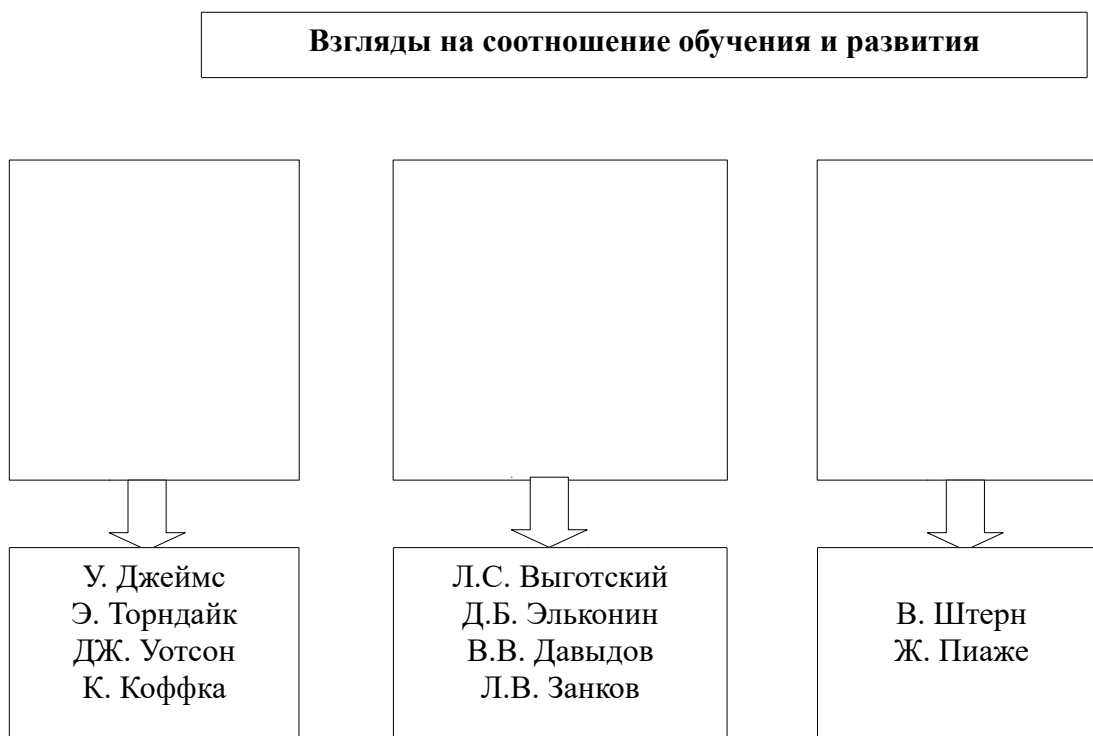 Взгляды на соотношение обучения и развития
У. Джеймс
Э. Торндайк
ДЖ. Уотсон
К. Коффка
Л.С. Выготский
Д.Б. Эльконин
В.В. Давыдов
Л.В. Занков
В. Штерн
Ж. Пиаже